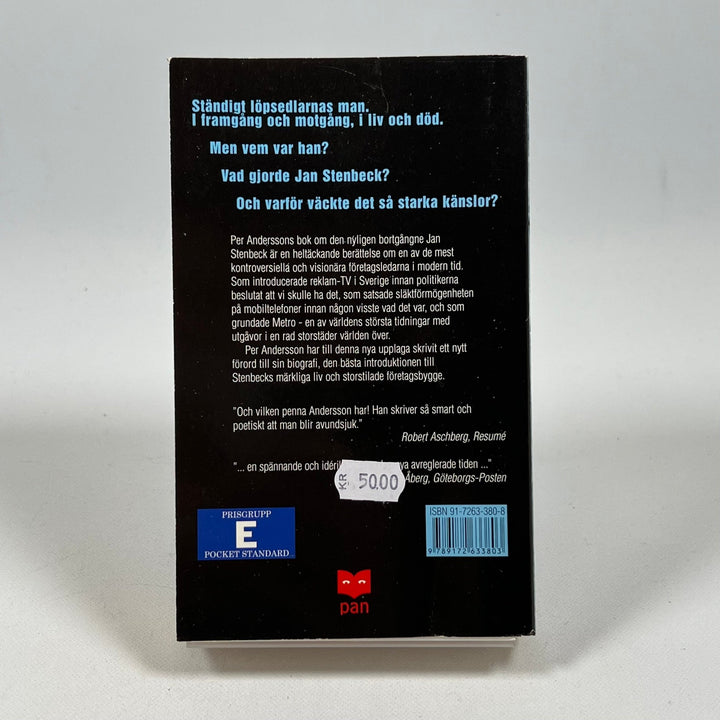 Ständigt löpsedlarnas man.
I framgång och motgång, i liv och död.
Men vem var han?
Vad gjorde Jan Stenbeck?
Och varför väckte det så starka känslor?
Per Anderssons bok om den nyligen bortgångne Jan
Stenbeck är en heltäckande berättelse om en av de mest
kontroversiella och visionära företagsledarna i modern tid.
Som introducerade reklam-TV i Sverige innan politikerna
beslutat att vi skulle ha det, som satsade släktförmögenheten
på mobiltelefoner innan någon visste vad det var, och som
grundade Metro - en av världens största tidningar med
utgåvor i en rad storstäder världen över.
Per Andersson har till denna nya upplaga skrivit ett nytt
förord till sin biografi, den bästa introduktionen till
Stenbecks märkliga liv och storstilade företagsbygge.
"Och vilken penna Andersson har! Han skriver så smart och
poetiskt att man blir avundsjuk."
Robert Aschberg, Resumé
"... en spännande och idéri ya avreglerade tiden ..."
Åberg, Göteborgs-Posten
KR 50.00
PRISGRUPP
E
POCKET STANDARD
ISBN 91-7263-380-8
9 789172 633803
pan